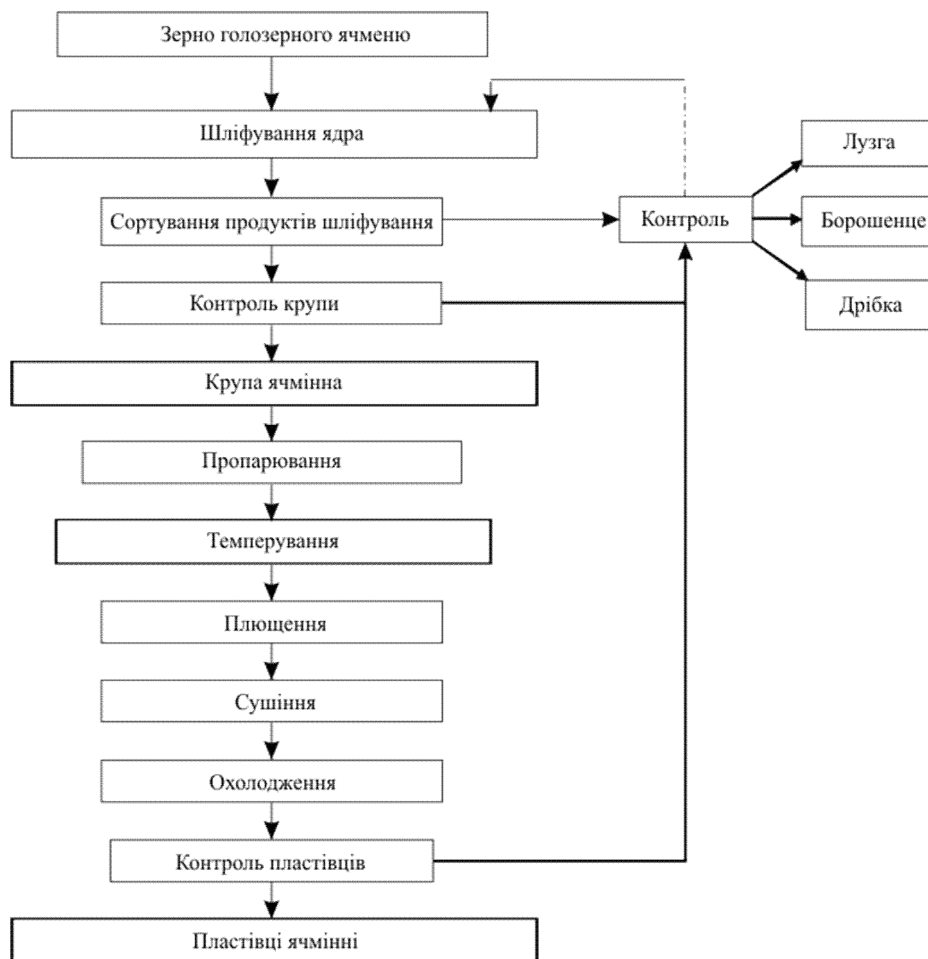 Зерно голозерного ячменю
Шліфування ядра
Сортування продуктів шліфування
Контроль
Лузга
Борошенце
Дрібка
Контроль крупи
Крупа ячмінна
Пропарювання
Темперування
Плющення
Сушіння
Охолодження
Контроль пластівців
Пластівці ячмінні